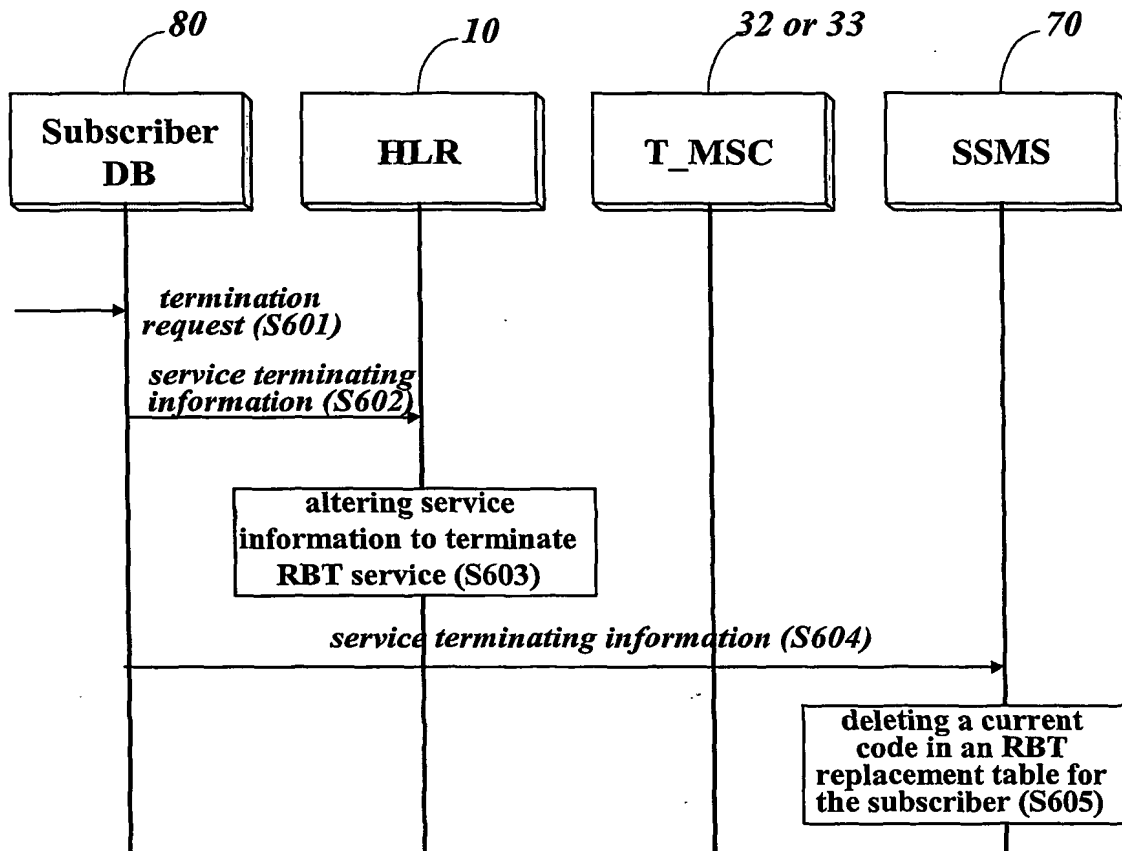 80
10
32 or 33
70
Subscriber
DB
HLR
T_MSC
SSMS
termination
request (S601)
service terminating
information (S602)
altering service
information to terminate
RBT service (S603)
service terminating information (S604)
deleting a current
code in an RBT
replacement table for
the subscriber (S605)